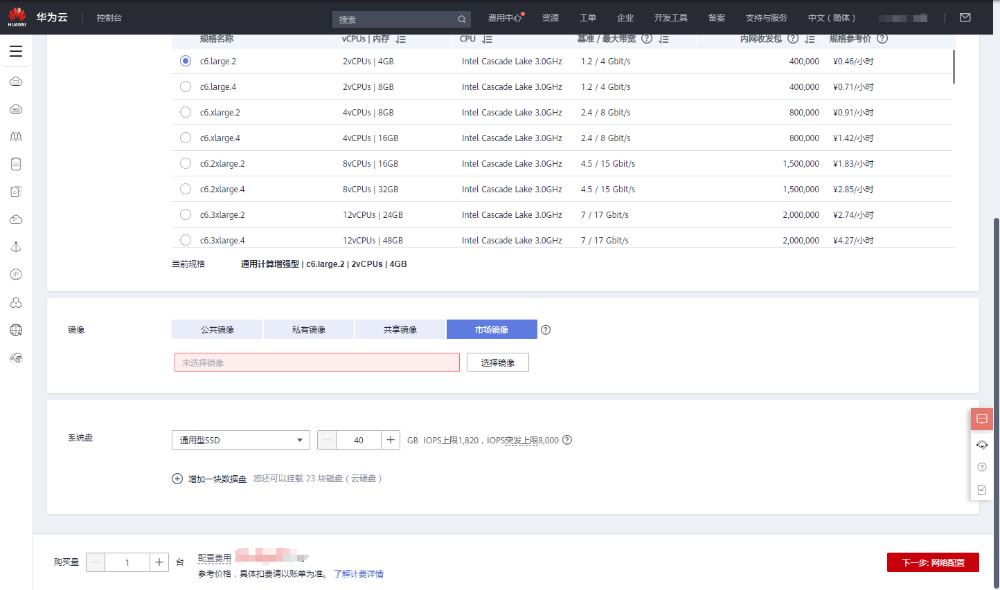 HUAWEI 华为云 控制台 搜索 费用中心 资源 工单 企业 开发工具 备案 支持与服务 中文（简体）
规格名称 vCPUs | 内存 CPU 基准 / 最大带宽 ? 内网收发包 ? 规格参考价 ?
c6.large.2 2vCPUs | 4GB Intel Cascade Lake 3.0GHz 1.2 / 4 Gbit/s 400,000 ¥0.46/小时
c6.large.4 2vCPUs | 8GB Intel Cascade Lake 3.0GHz 1.2 / 4 Gbit/s 400,000 ¥0.71/小时
c6.xlarge.2 4vCPUs | 8GB Intel Cascade Lake 3.0GHz 2.4 / 8 Gbit/s 800,000 ¥0.91/小时
c6.xlarge.4 4vCPUs | 16GB Intel Cascade Lake 3.0GHz 2.4 / 8 Gbit/s 800,000 ¥1.42/小时
c6.2xlarge.2 8vCPUs | 16GB Intel Cascade Lake 3.0GHz 4.5 / 15 Gbit/s 1,500,000 ¥1.83/小时
c6.2xlarge.4 8vCPUs | 32GB Intel Cascade Lake 3.0GHz 4.5 / 15 Gbit/s 1,500,000 ¥2.85/小时
c6.3xlarge.2 12vCPUs | 24GB Intel Cascade Lake 3.0GHz 7 / 17 Gbit/s 2,000,000 ¥2.74/小时
c6.3xlarge.4 12vCPUs | 48GB Intel Cascade Lake 3.0GHz 7 / 17 Gbit/s 2,000,000 ¥4.27/小时
当前规格 通用计算增强型 | c6.large.2 | 2vCPUs | 4GB
镜像 公共镜像 私有镜像 共享镜像 市场镜像 ?
未选择镜像 选择镜像
系统盘 通用型SSD 40 GB IOPS上限1,820，IOPS突发上限8,000 ?
增加一块数据盘 您还可以挂载 23 块磁盘（云硬盘）
购买量 1 台 配置费用
参考价格，具体扣费请以账单为准。 了解计费详情
下一步: 网络配置